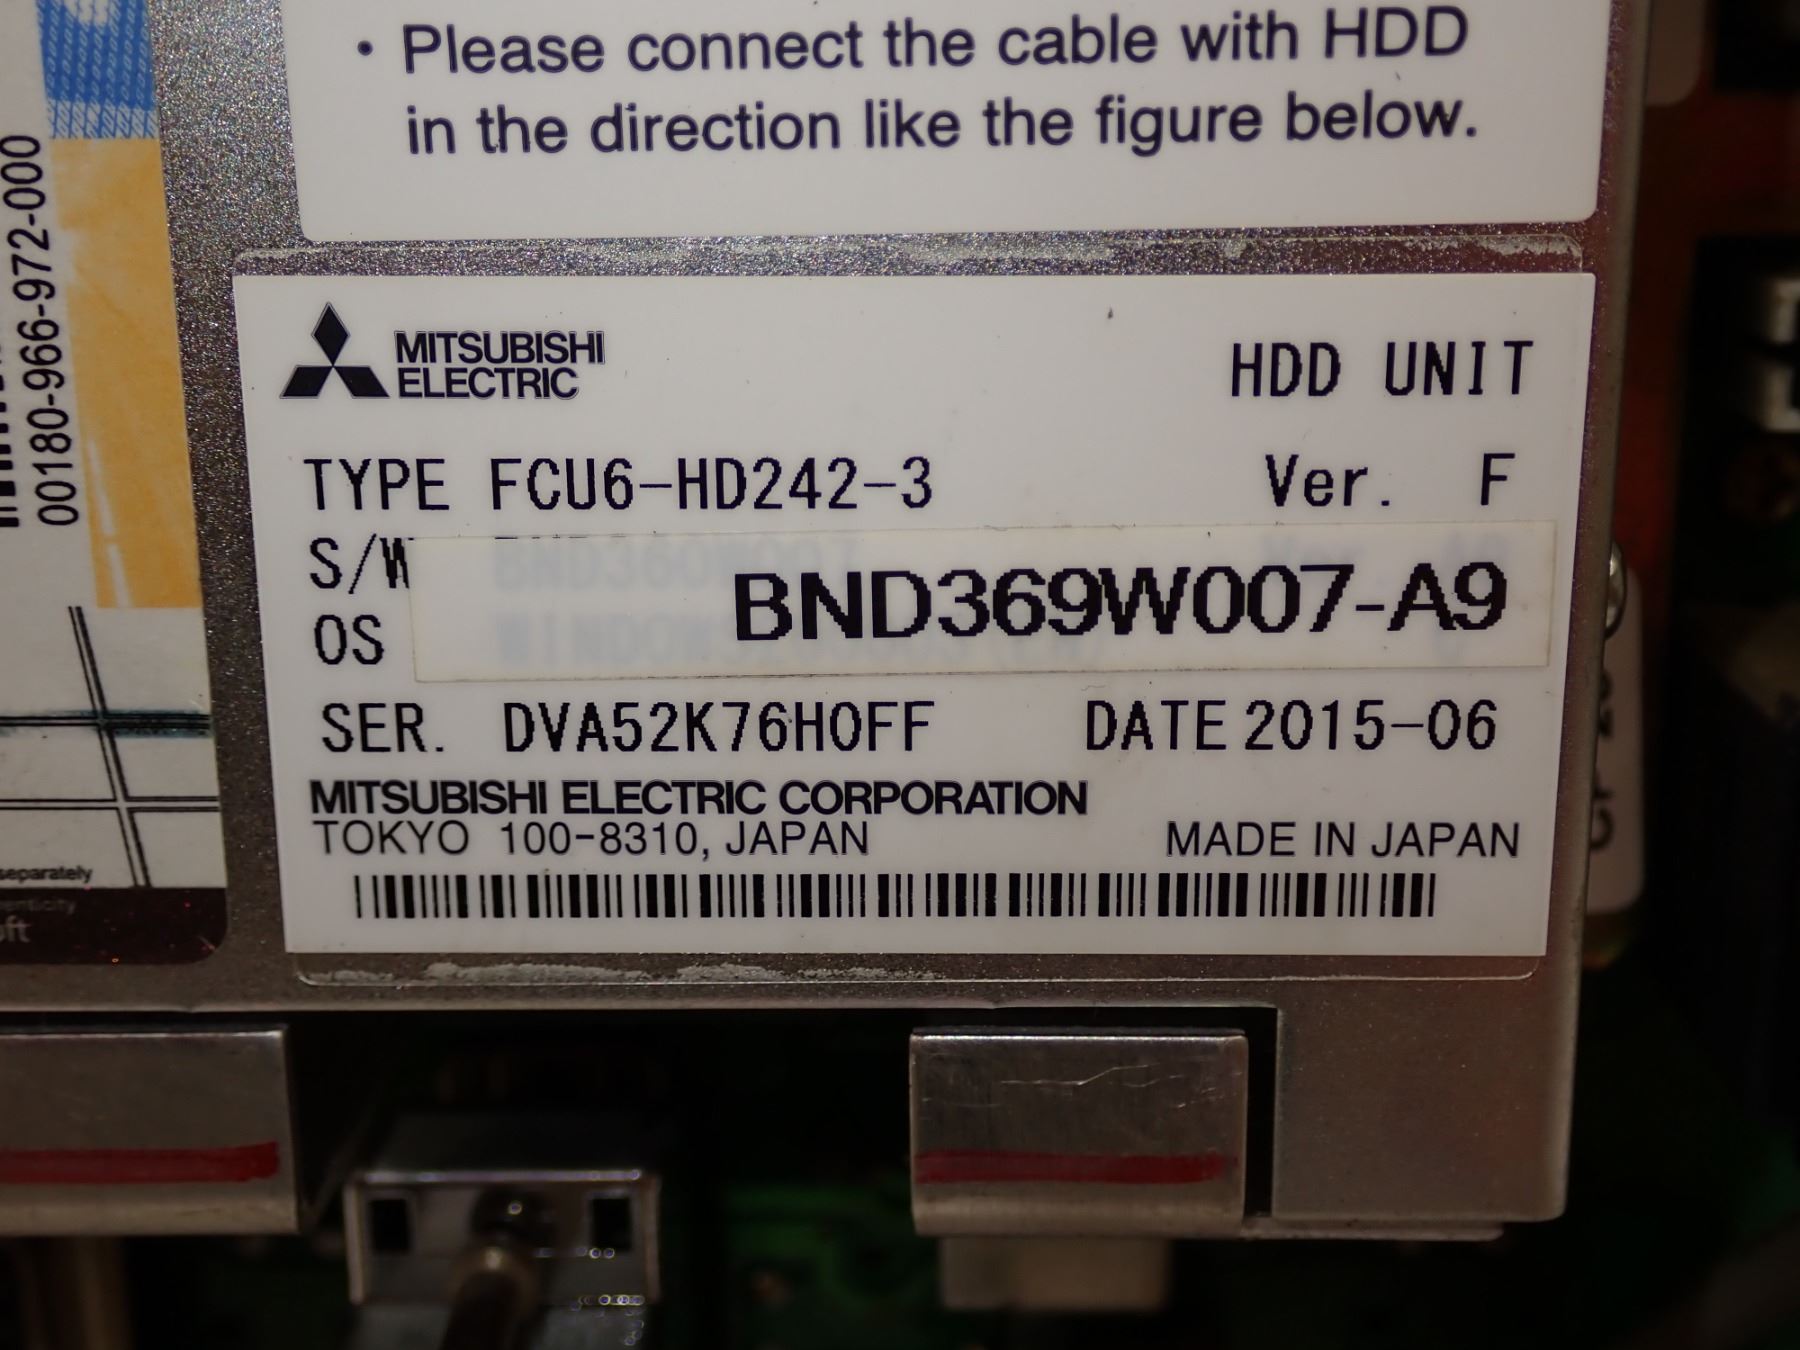 • Please connect the cable with HDD
in the direction like the figure below.
00180-966-972-000
MITSUBISHI
ELECTRIC
HDD UNIT
TYPE FCU6-HD242-3 Ver. F
S/W
OS
BND369W007-A9
SER. DVA52K76H0FF DATE 2015-06
MITSUBISHI ELECTRIC CORPORATION
TOKYO 100-8310, JAPAN MADE IN JAPAN
separately